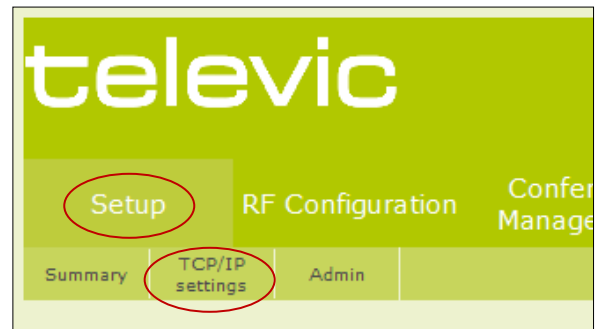 televic
Setup
RF Configuration
Confer
Manage
Summary
TCP/IP
settings
Admin